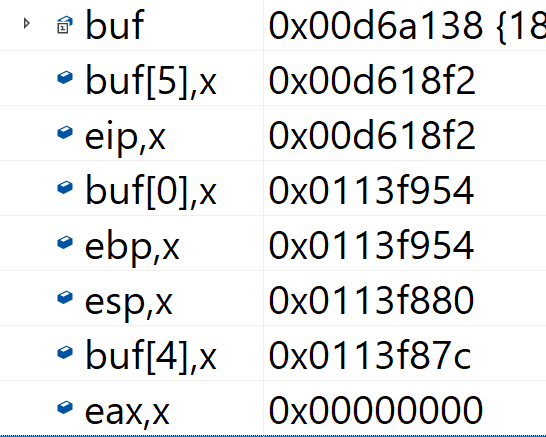 buf 0x00d6a138 {18
buf[5],x 0x00d618f2
eip,x 0x00d618f2
buf[0],x 0x0113f954
ebp,x 0x0113f954
esp,x 0x0113f880
buf[4],x 0x0113f87c
eax,x 0x00000000